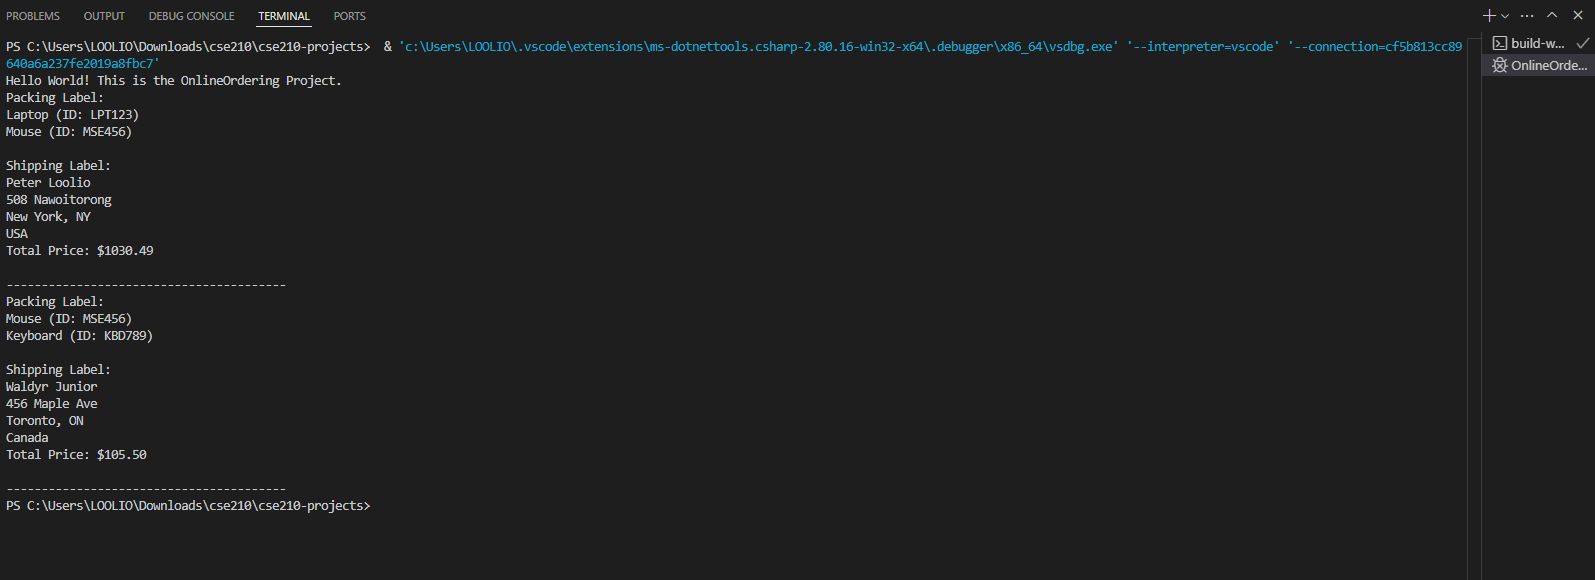 PROBLEMS OUTPUT DEBUG CONSOLE TERMINAL PORTS
PS C:\Users\LOOLIO\Downloads\cse210\cse210-projects> & 'c:\Users\LOOLIO\.vscode\extensions\ms-dotnettools.csharp-2.80.16-win32-x64\.debugger\x86_64\vsdbg.exe' '--interpreter=vscode' '--connection=cf5b813cc89
640a6a237fe2019a8fbc7'
Hello World! This is the OnlineOrdering Project.
Packing Label:
Laptop (ID: LPT123)
Mouse (ID: MSE456)
Shipping Label:
Peter Loolio
508 Nawoitorong
New York, NY
USA
Total Price: $1030.49
----------------------------------------
Packing Label:
Mouse (ID: MSE456)
Keyboard (ID: KBD789)
Shipping Label:
Waldyr Junior
456 Maple Ave
Toronto, ON
Canada
Total Price: $105.50
----------------------------------------
PS C:\Users\LOOLIO\Downloads\cse210\cse210-projects>
build-w...
OnlineOrde...